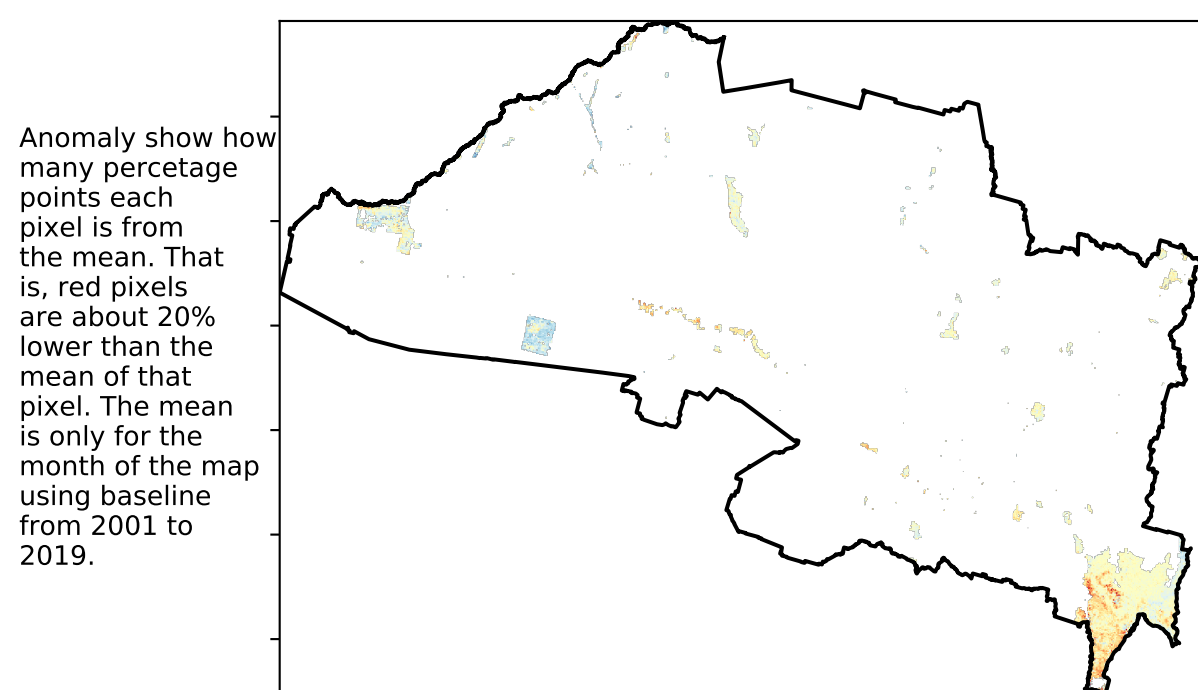 Anomaly show how
many percetage
points each
pixel is from
the mean. That
is, red pixels
are about 20%
lower than the
mean of that
pixel. The mean
is only for the
month of the map
using baseline
from 2001 to
2019.